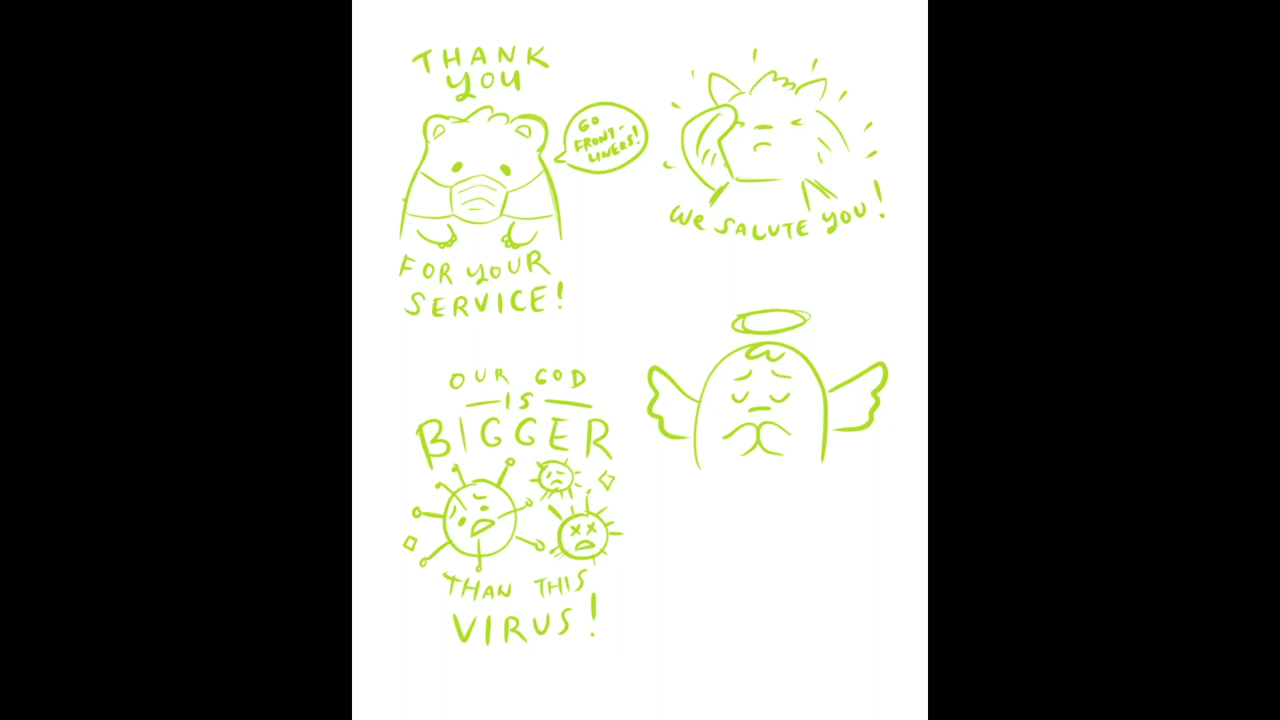 THANK
YOU
GO
FRONT-
LINERS!
FOR YOUR
SERVICE!
We SALUTE YOU!
OUR GOD
IS
BIGGER
THAN THIS
VIRUS!